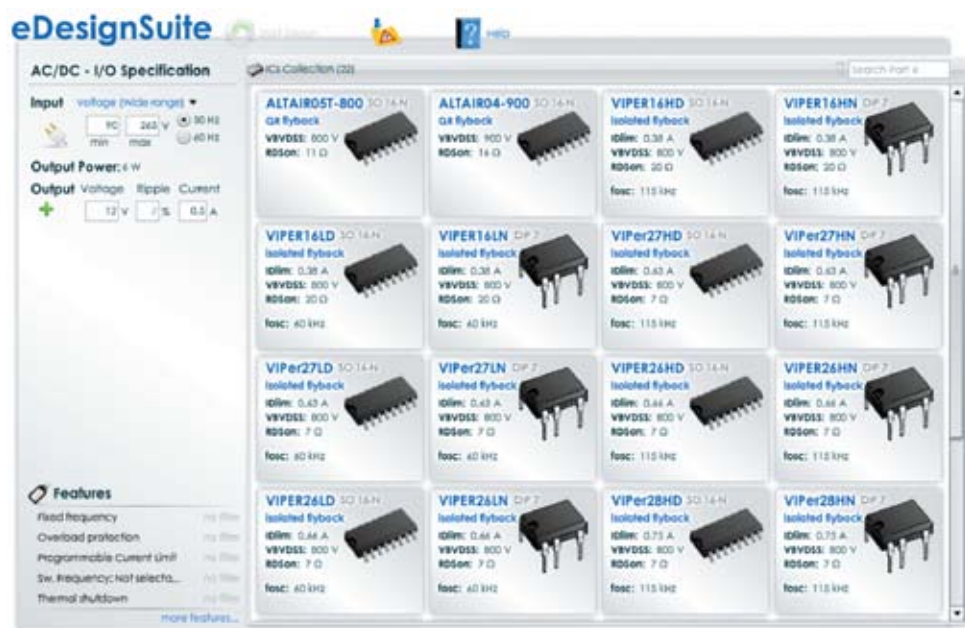 eDesignSuite
Help
AC/DC - I/O Specification
ICs Collection (22)
Search Part #
Input voltage (wide range)
90 263 V 50 Hz
min max 60 Hz
Output Power: 6 W
Output Voltage Ripple Current
12 V % 0.5 A
ALTAIR05T-800 SO 16-N
QR flyback
VBVDSS: 800 V
RDSon: 11 Ω
ALTAIR04-900 SO 16-N
QR flyback
VBVDSS: 900 V
RDSon: 16 Ω
VIPER16HD SO 16-N
Isolated flyback
IDlim: 0.38 A
VBVDSS: 800 V
RDSon: 20 Ω
fosc: 115 kHz
VIPER16HN DIP 7
Isolated flyback
IDlim: 0.38 A
VBVDSS: 800 V
RDSon: 20 Ω
fosc: 115 kHz
VIPER16LD SO 16-N
Isolated flyback
IDlim: 0.38 A
VBVDSS: 800 V
RDSon: 20 Ω
fosc: 60 kHz
VIPER16LN DIP 7
Isolated flyback
IDlim: 0.38 A
VBVDSS: 800 V
RDSon: 20 Ω
fosc: 60 kHz
VIPer27HD SO 16-N
Isolated flyback
IDlim: 0.63 A
VBVDSS: 800 V
RDSon: 7 Ω
fosc: 115 kHz
VIPer27HN DIP 7
Isolated flyback
IDlim: 0.63 A
VBVDSS: 800 V
RDSon: 7 Ω
fosc: 115 kHz
VIPer27LD SO 16-N
Isolated flyback
IDlim: 0.63 A
VBVDSS: 800 V
RDSon: 7 Ω
fosc: 60 kHz
VIPer27LN DIP 7
Isolated flyback
IDlim: 0.63 A
VBVDSS: 800 V
RDSon: 7 Ω
fosc: 60 kHz
VIPER26HD SO 16-N
Isolated flyback
IDlim: 0.66 A
VBVDSS: 800 V
RDSon: 7 Ω
fosc: 115 kHz
VIPER26HN DIP 7
Isolated flyback
IDlim: 0.66 A
VBVDSS: 800 V
RDSon: 7 Ω
fosc: 115 kHz
VIPER26LD SO 16-N
Isolated flyback
IDlim: 0.66 A
VBVDSS: 800 V
RDSon: 7 Ω
fosc: 60 kHz
VIPER26LN DIP 7
Isolated flyback
IDlim: 0.66 A
VBVDSS: 800 V
RDSon: 7 Ω
fosc: 60 kHz
VIPer28HD SO 16-N
Isolated flyback
IDlim: 0.75 A
VBVDSS: 800 V
RDSon: 7 Ω
fosc: 115 kHz
VIPer28HN DIP 7
Isolated flyback
IDlim: 0.75 A
VBVDSS: 800 V
RDSon: 7 Ω
fosc: 115 kHz
Features
Fixed frequency no filter
Overload protection no filter
Programmable Current Limit no filter
Sw. Frequency: Not selecta... no filter
Thermal shutdown no filter
more features...